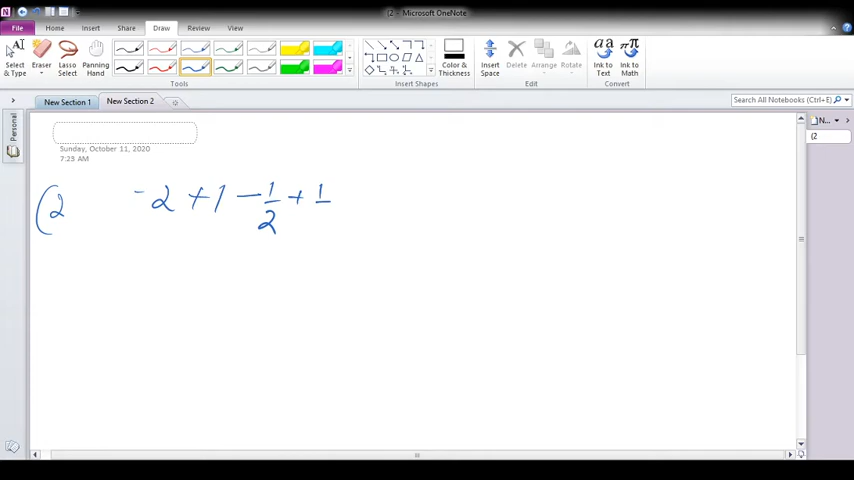 (2 - Microsoft OneNote
File Home Insert Share Draw Review View
Select & Type Eraser Lasso Select Panning Hand Color & Thickness Insert Space Delete Arrange Rotate Ink to Text Ink to Math
Tools Insert Shapes Edit Convert
New Section 1 New Section 2 Search All Notebooks (Ctrl+E)
Personal
N...
(2
Sunday, October 11, 2020
7:23 AM
(2 -2 + 1 - 1/2 + 1